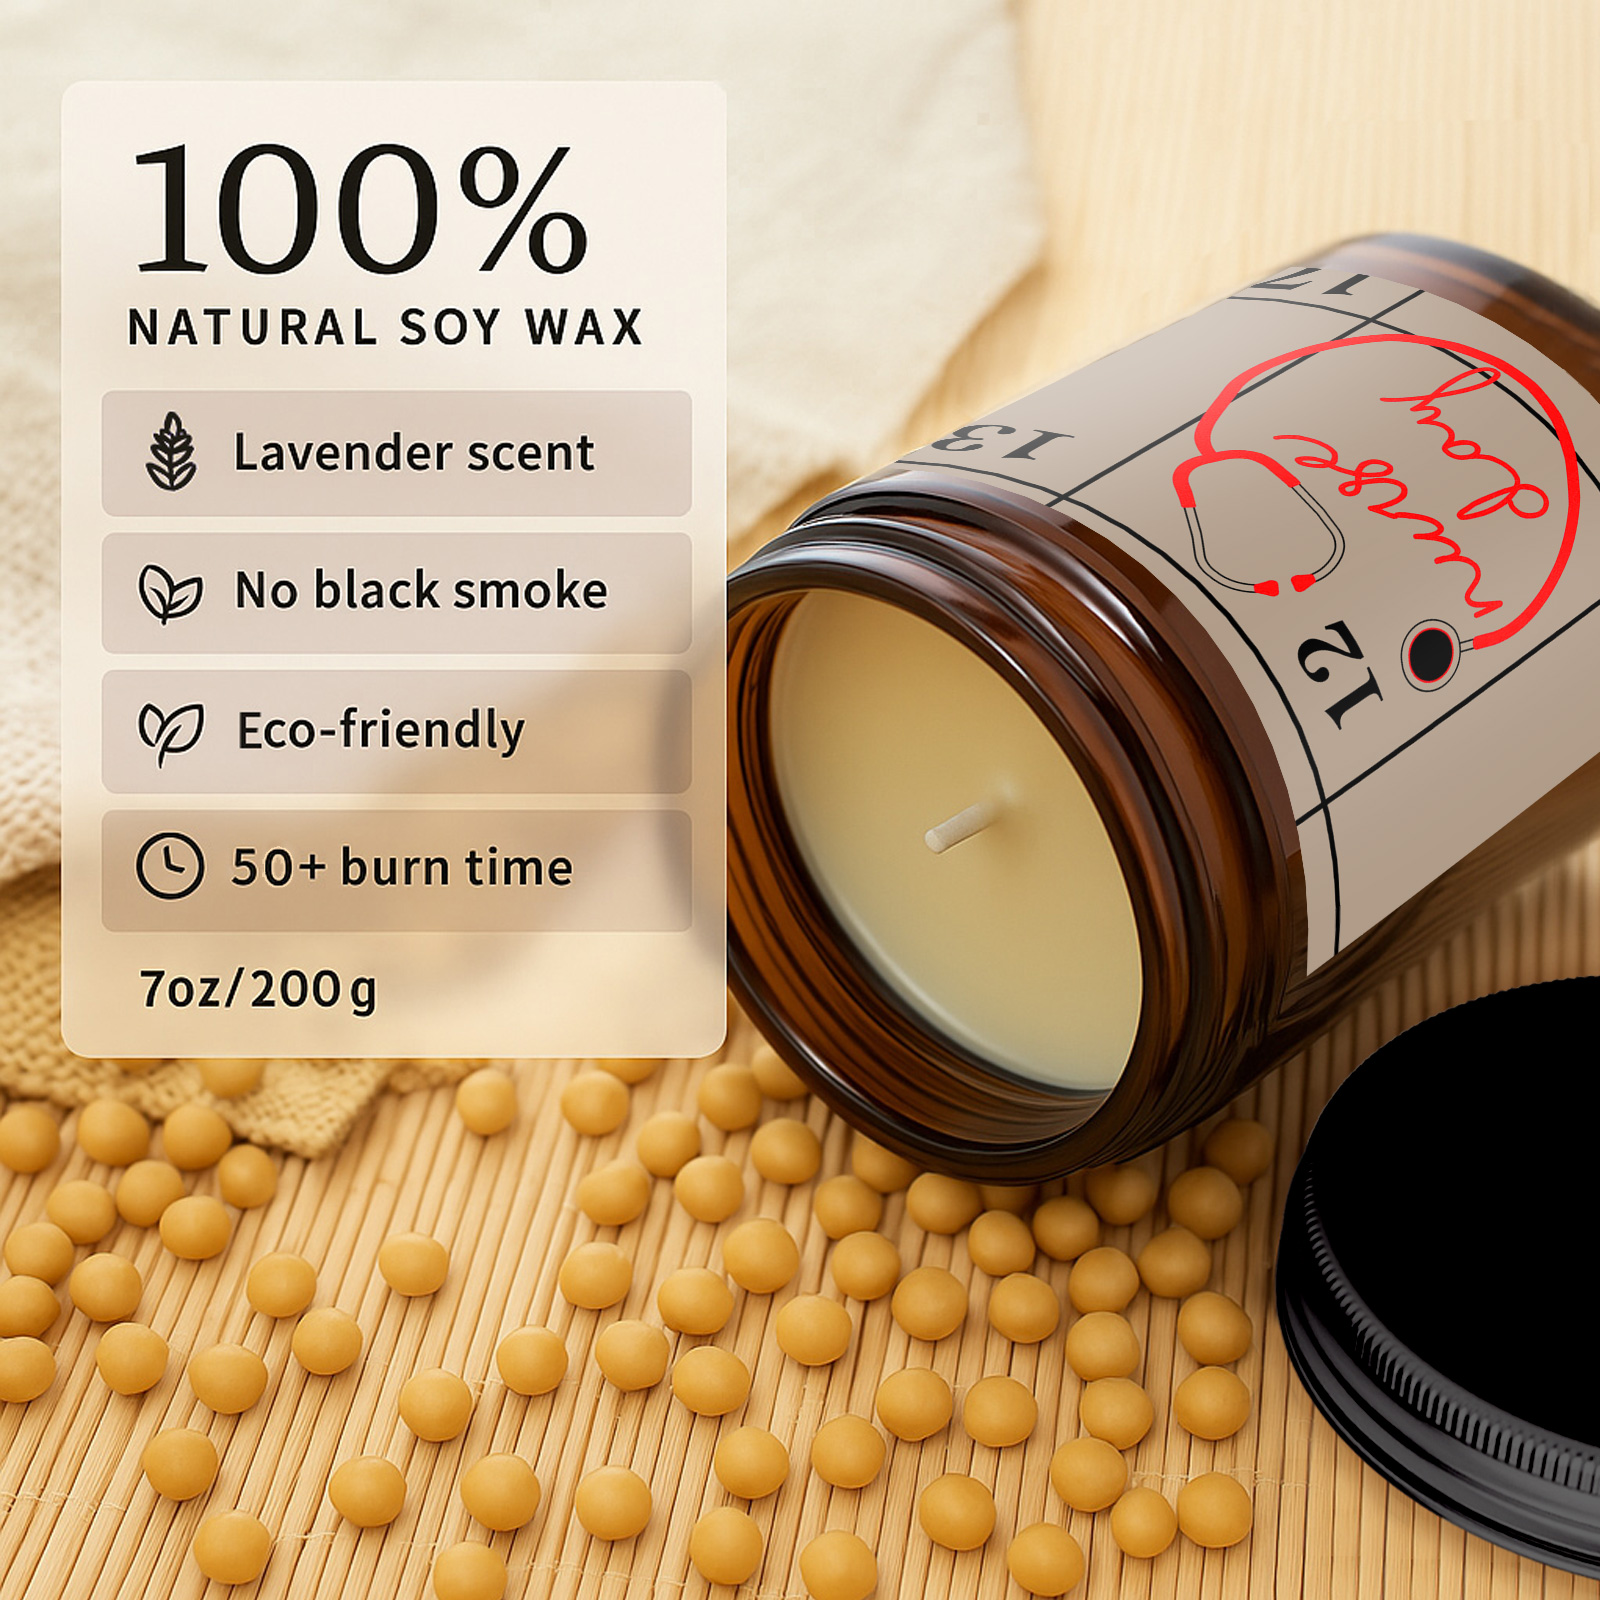 100%
NATURAL SOY WAX
Lavender scent
No black smoke
Eco-friendly
50+ burn time
7oz/200g
17
13
12
nurse
day